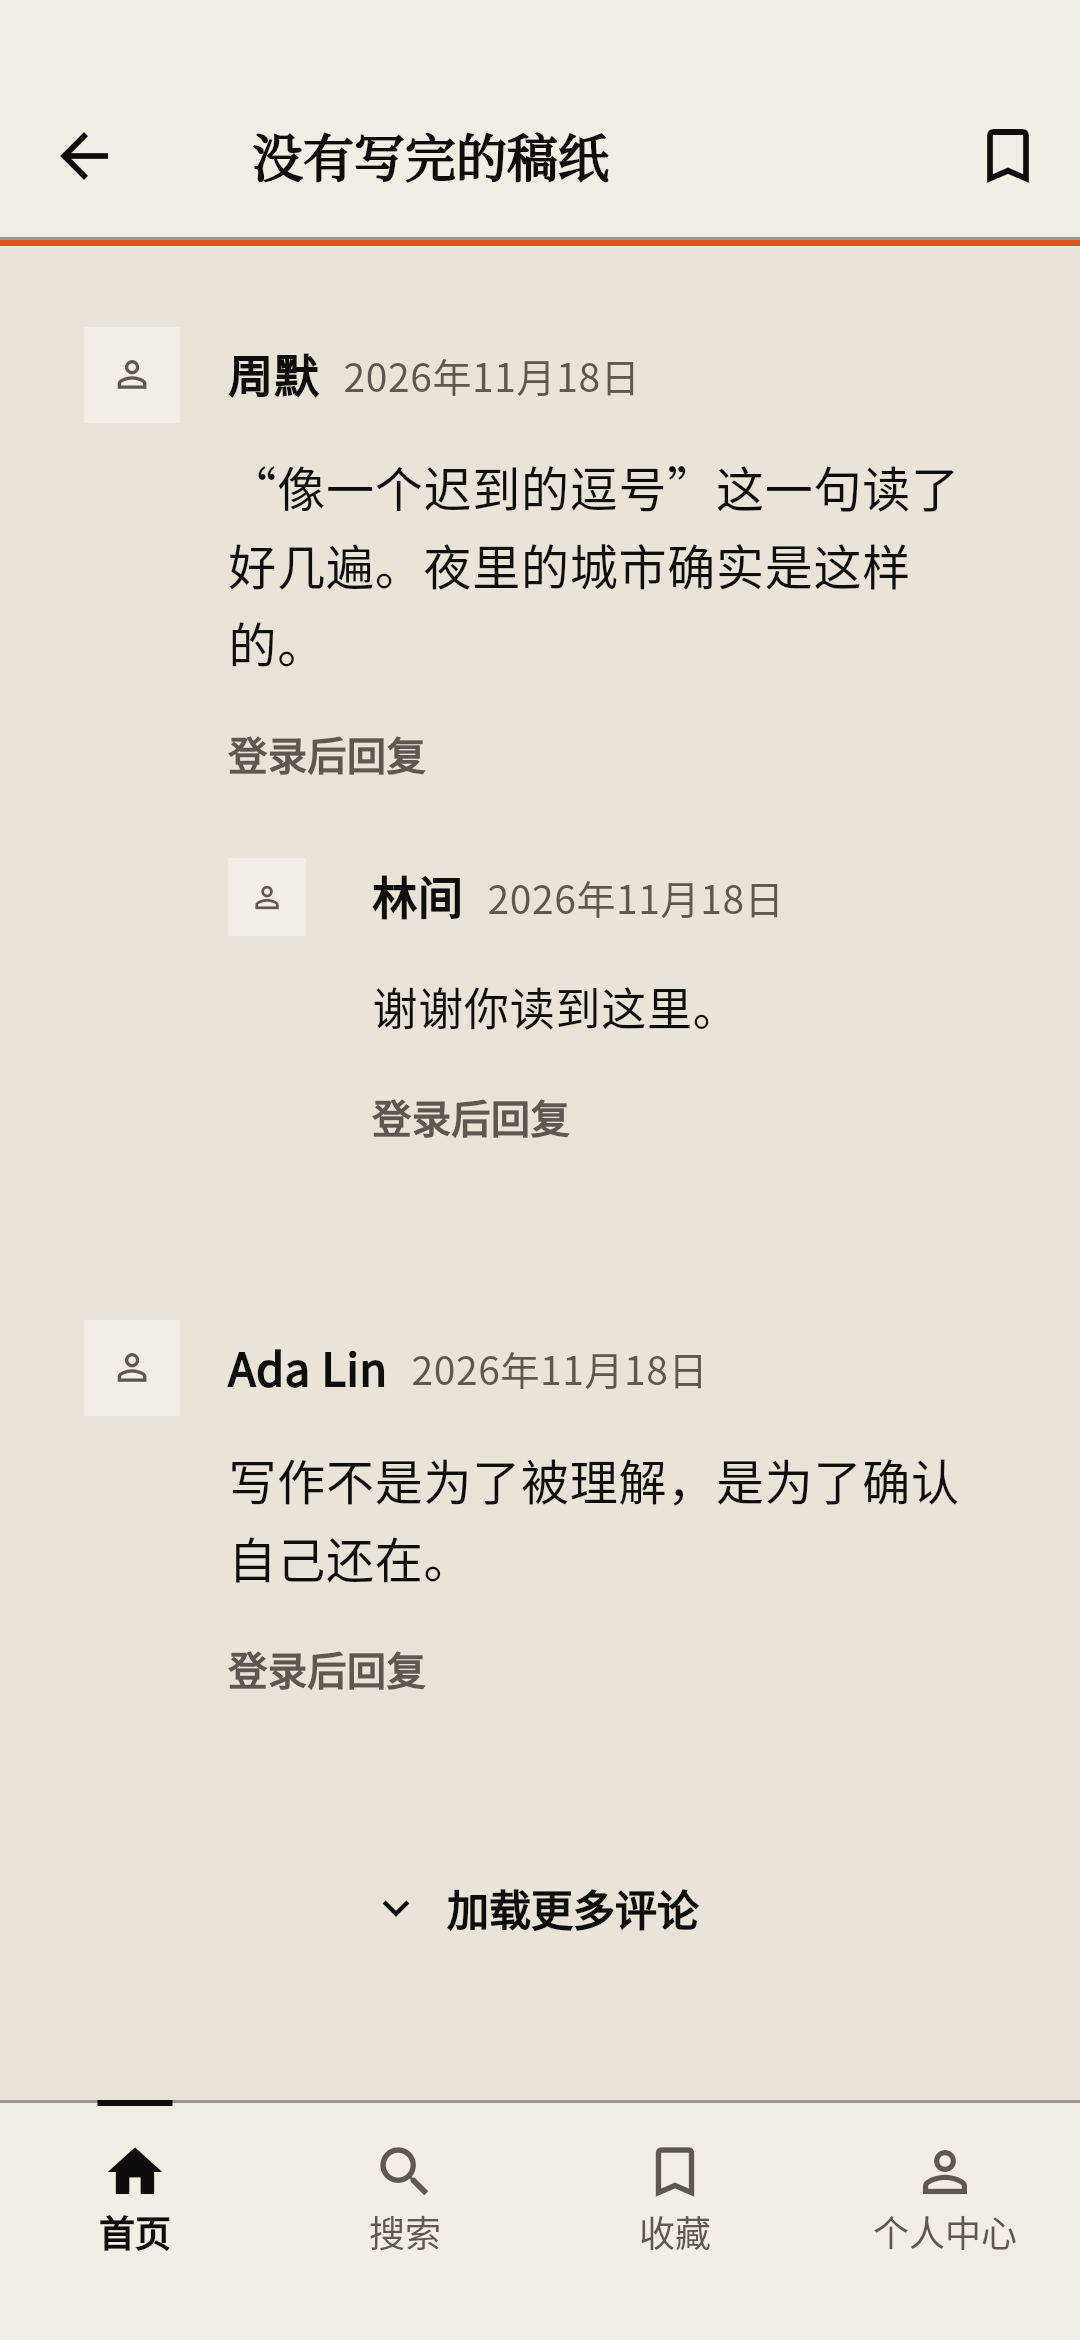 没有写完的稿纸
周默 2026年11月18日
“像一个迟到的逗号”这一句读了
好几遍。夜里的城市确实是这样
的。
登录后回复
林间 2026年11月18日
谢谢你读到这里。
登录后回复
Ada Lin 2026年11月18日
写作不是为了被理解，是为了确认
自己还在。
登录后回复
加载更多评论
首页 搜索 收藏 个人中心